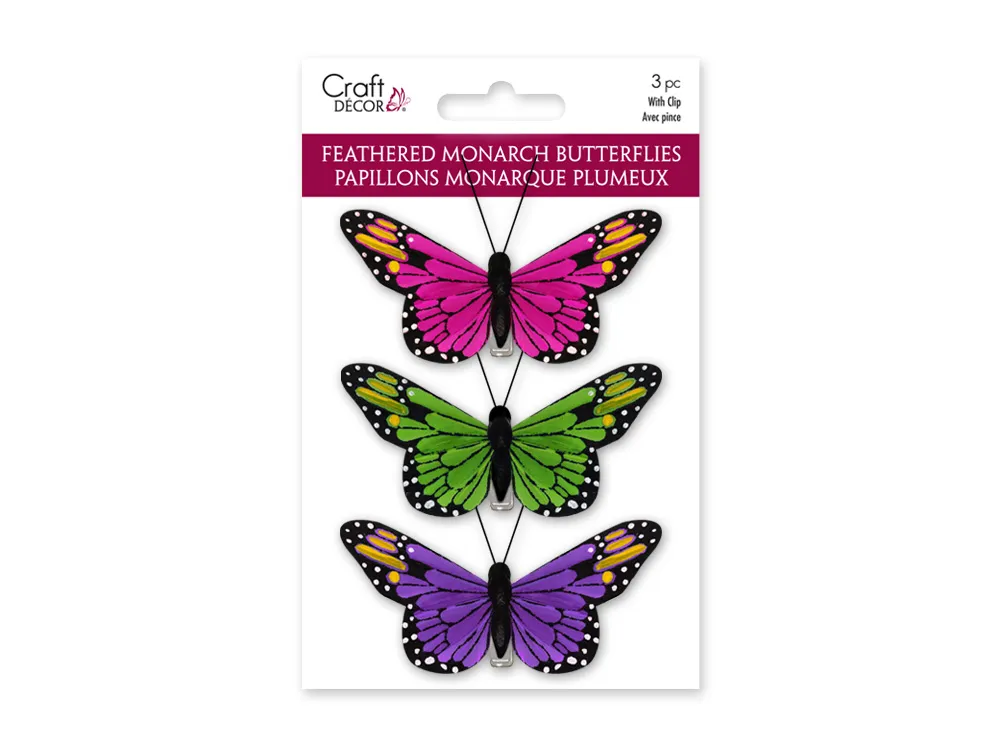 Craft
DÉCOR®
3 pc
With Clip
Avec pince
FEATHERED MONARCH BUTTERFLIES
PAPILLONS MONARQUE PLUMEUX